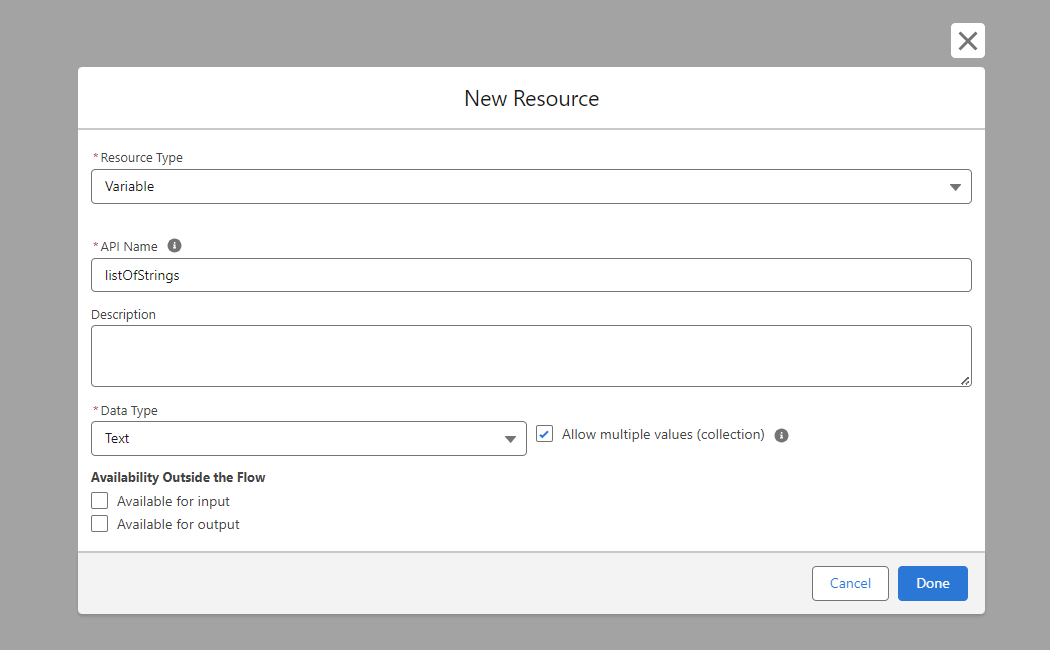 New Resource
*Resource Type
Variable
*API Name
listOfStrings
Description
*Data Type
Text
Allow multiple values (collection)
Availability Outside the Flow
Available for input
Available for output
Cancel Done